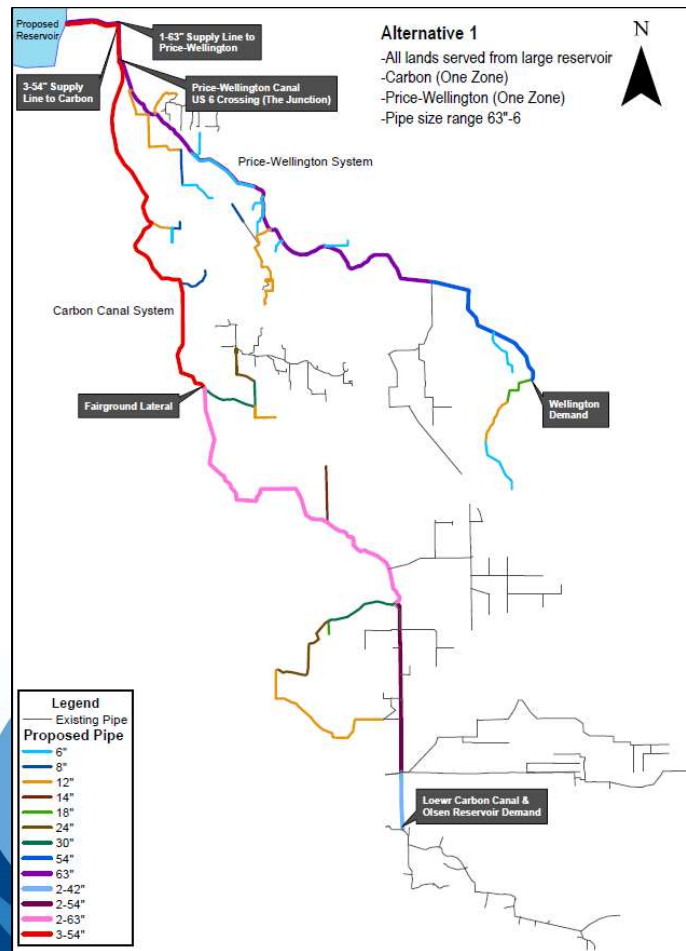 Proposed
Reservoir
1-63" Supply Line to
Price-Wellington
Alternative 1
-All lands served from large reservoir
-Carbon (One Zone)
-Price-Wellington (One Zone)
-Pipe size range 63"-6
N
3-54" Supply
Line to Carbon
Price-Wellington Canal
US 6 Crossing (The Junction)
Price-Wellington System
Carbon Canal System
Fairground Lateral
Wellington
Demand
Loewr Carbon Canal &
Olsen Reservoir Demand
Legend
Existing Pipe
Proposed Pipe
6"
8"
12"
14"
18"
24"
30"
54"
63"
2-42"
2-54"
2-63"
3-54"